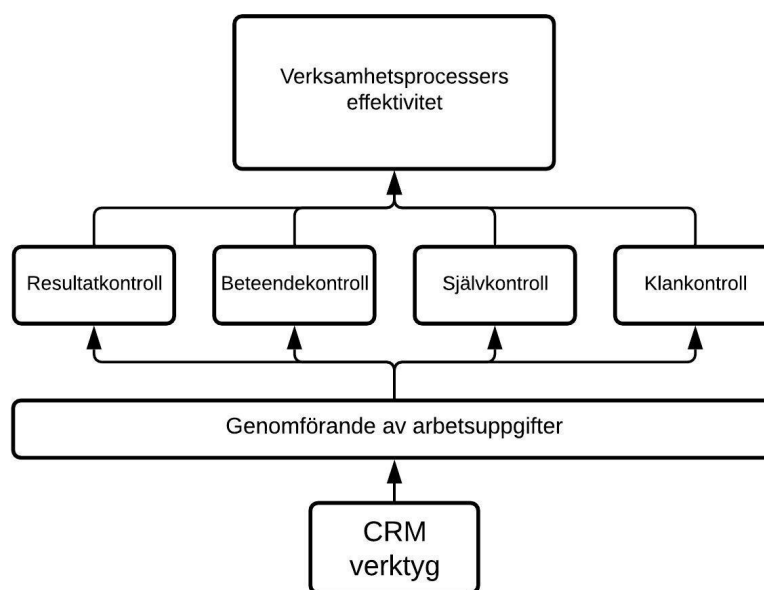 Verksamhetsprocessers
effektivitet
Resultatkontroll
Beteendekontroll
Självkontroll
Klankontroll
Genomförande av arbetsuppgifter
CRM
verktyg